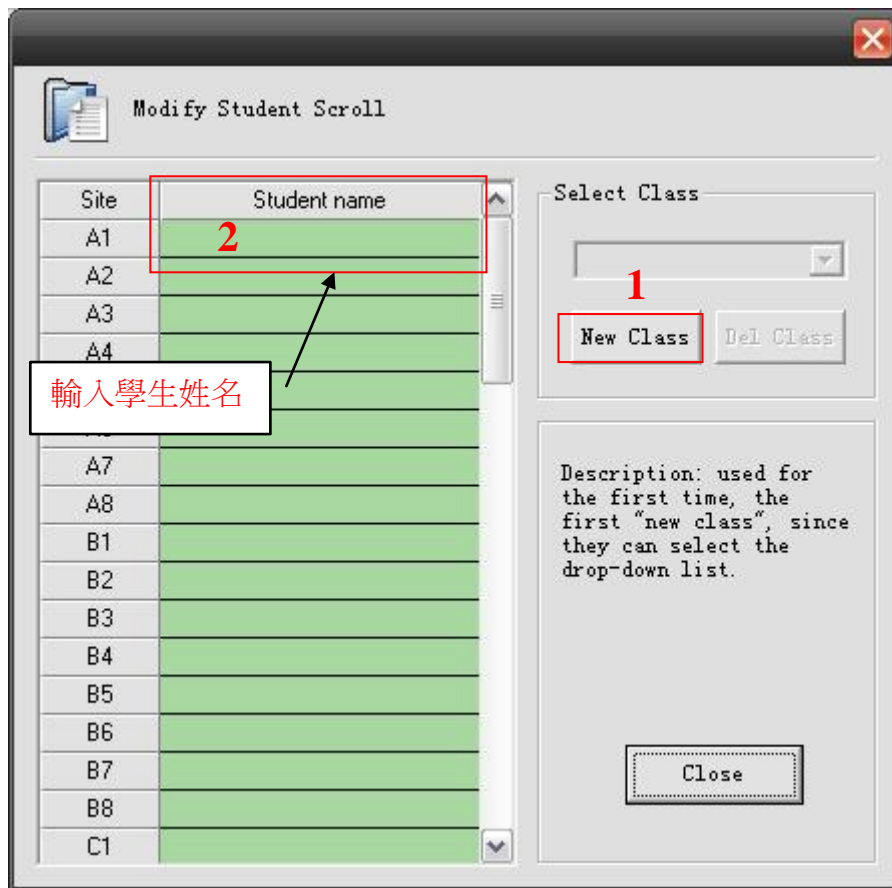 Modify Student Scroll
Site Student name
A1 2
A2
A3
A4
輸入學生姓名
A7
A8
B1
B2
B3
B4
B5
B6
B7
B8
C1
Select Class
1
New Class Del Class
Description: used for
the first time, the
first "new class", since
they can select the
drop-down list.
Close